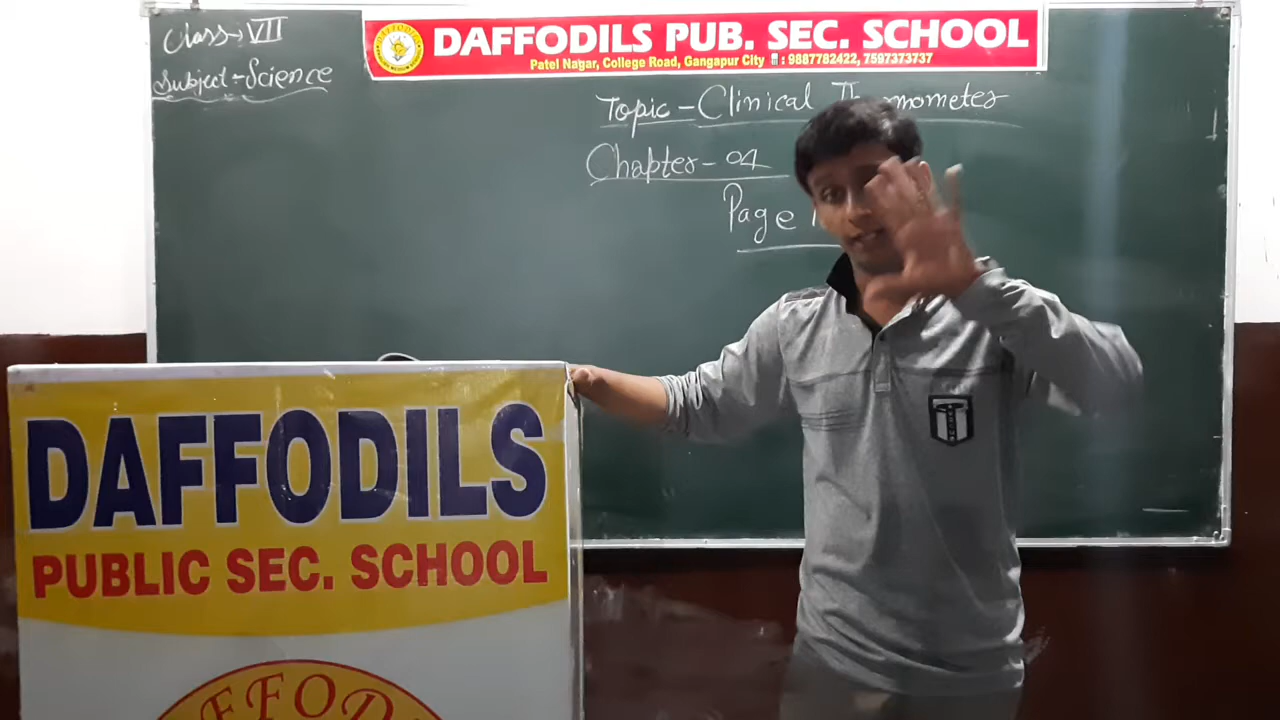 Class→ VII
Subject - Science
DAFFODILS PUB. SEC. SCHOOL
Patel Nagar, College Road, Gangapur City : 9887782422, 7597373737
Topic - Clinical
Chapter - 04
Page
DAFFODILS
PUBLIC SEC. SCHOOL